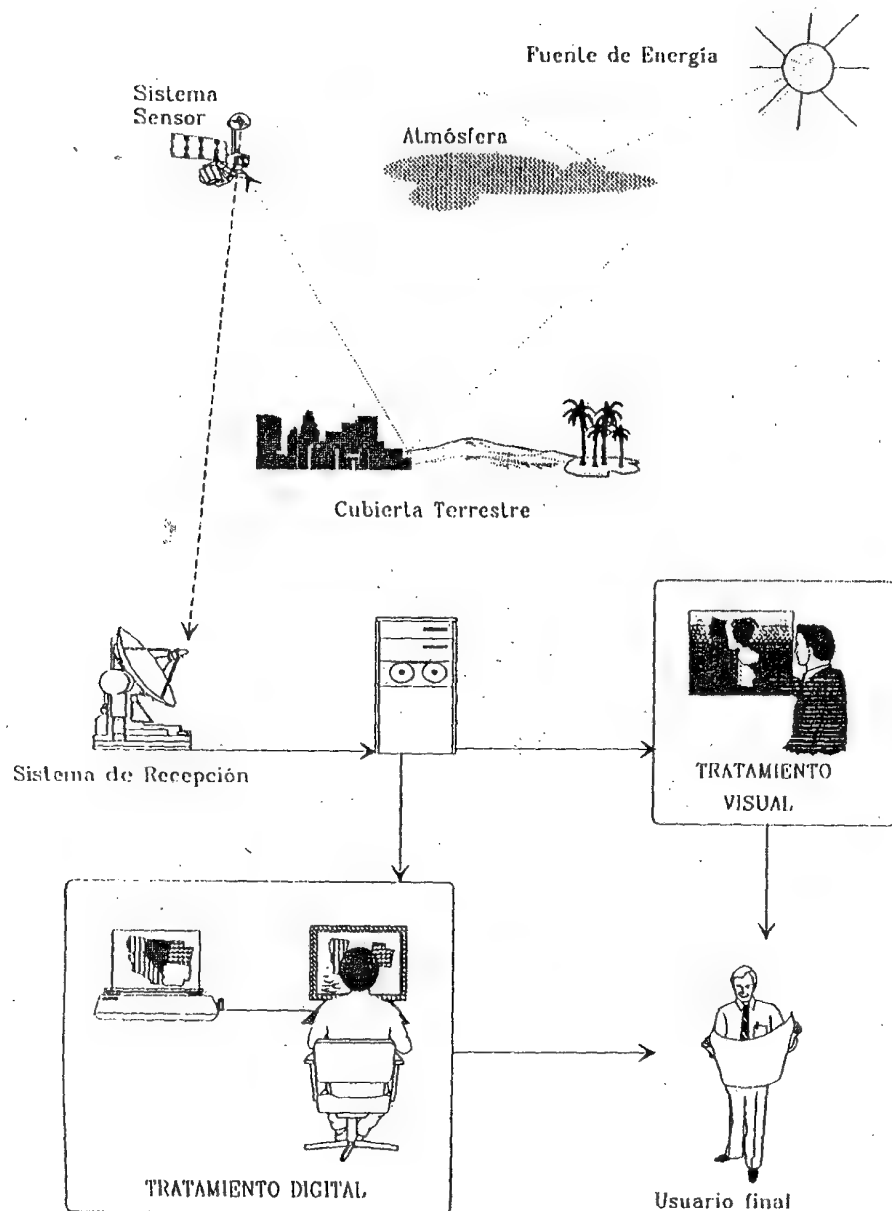 Fuente de Energía
Sistema
Sensor
Atmósfera
Cubierta Terrestre
Sistema de Recepción
TRATAMIENTO
VISUAL
TRATAMIENTO DIGITAL
Usuario final